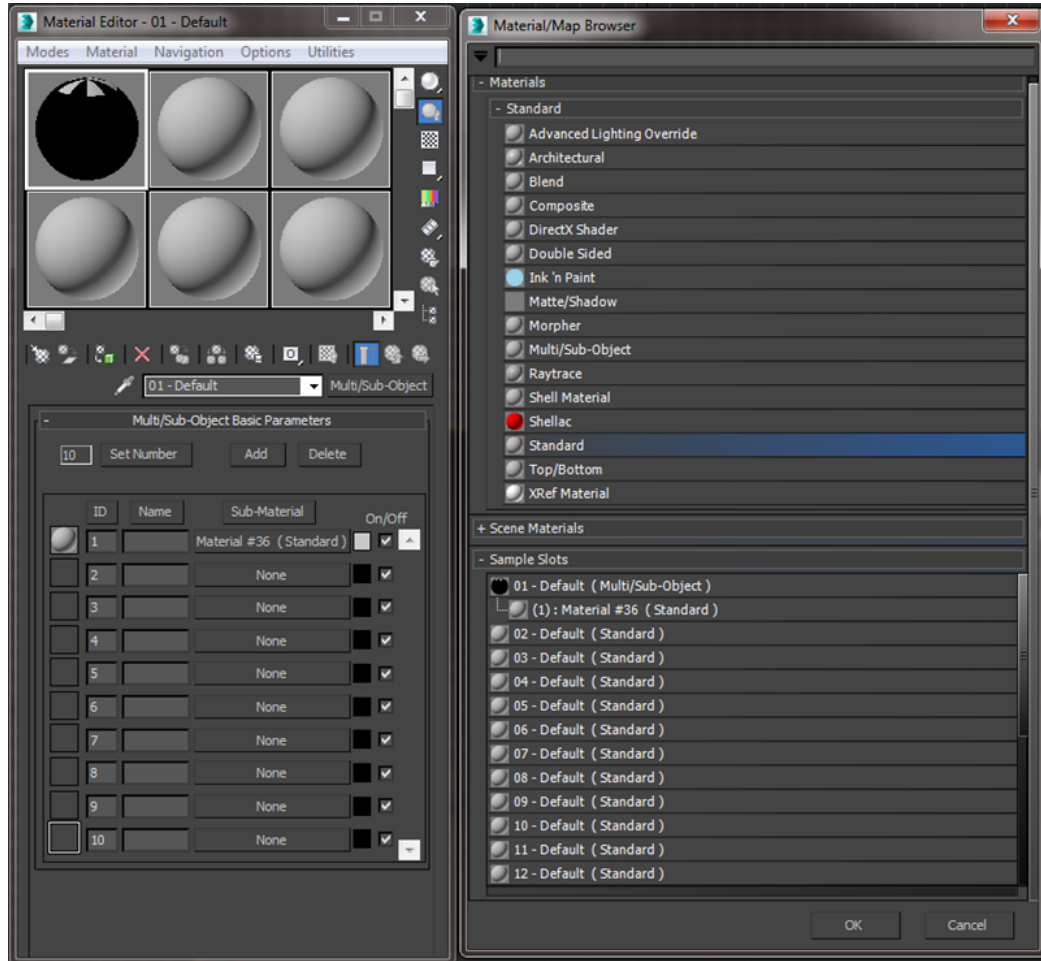 Material Editor - 01 - Default
Modes Material Navigation Options Utilities
01 - Default Multi/Sub-Object
- Multi/Sub-Object Basic Parameters
10 Set Number Add Delete
ID Name Sub-Material On/Off
1 Material #36 ( Standard )
2 None
3 None
4 None
5 None
6 None
7 None
8 None
9 None
10 None
Material/Map Browser
- Materials
- Standard
Advanced Lighting Override
Architectural
Blend
Composite
DirectX Shader
Double Sided
Ink 'n Paint
Matte/Shadow
Morpher
Multi/Sub-Object
Raytrace
Shell Material
Shellac
Standard
Top/Bottom
XRef Material
+ Scene Materials
- Sample Slots
01 - Default ( Multi/Sub-Object )
(1) : Material #36 ( Standard )
02 - Default ( Standard )
03 - Default ( Standard )
04 - Default ( Standard )
05 - Default ( Standard )
06 - Default ( Standard )
07 - Default ( Standard )
08 - Default ( Standard )
09 - Default ( Standard )
10 - Default ( Standard )
11 - Default ( Standard )
12 - Default ( Standard )
OK Cancel